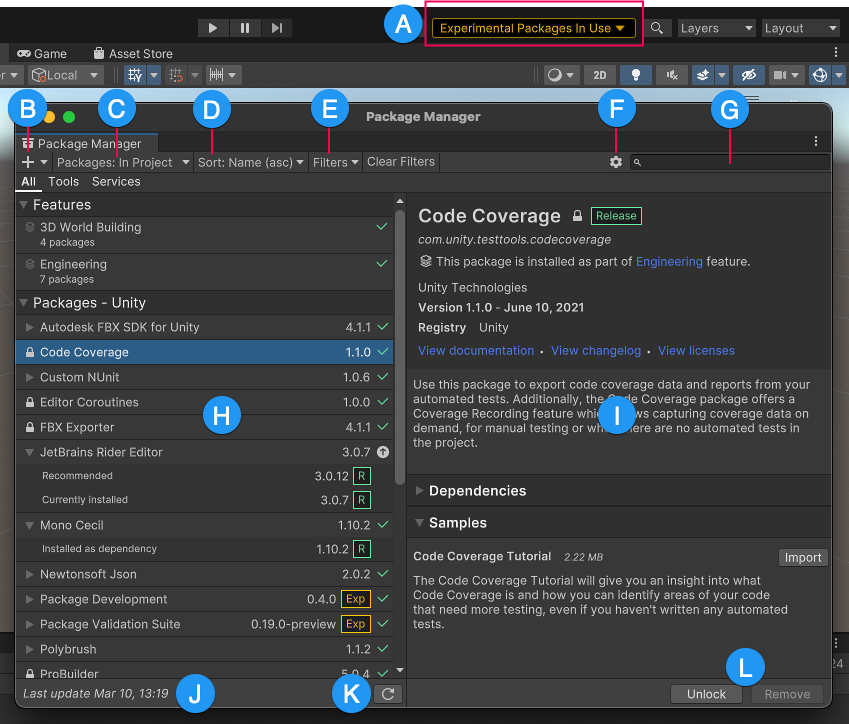 A
Experimental Packages In Use
Layers
Layout
Game
Asset Store
Local
2D
B
C
D
E
F
G
Package Manager
Package Manager
Packages: In Project
Sort: Name (asc)
Filters
Clear Filters
All Tools Services
Features
3D World Building
4 packages
Engineering
7 packages
Packages - Unity
Autodesk FBX SDK for Unity 4.1.1
Code Coverage 1.1.0
Custom NUnit 1.0.6
Editor Coroutines 1.0.0
H
FBX Exporter 4.1.1
JetBrains Rider Editor 3.0.7
Recommended 3.0.12 R
Currently installed 3.0.7 R
Mono Cecil 1.10.2
Installed as dependency 1.10.2 R
Newtonsoft Json 2.0.2
Package Development 0.4.0 Exp
Package Validation Suite 0.19.0-preview Exp
Polybrush 1.1.2
ProBuilder 5.0.4
Last update Mar 10, 13:19
J
K
Code Coverage Release
com.unity.testtools.codecoverage
This package is installed as part of Engineering feature.
Unity Technologies
Version 1.1.0 - June 10, 2021
Registry Unity
View documentation • View changelog • View licenses
Use this package to export code coverage data and reports from your
automated tests. Additionally, the Code Coverage package offers a
Coverage Recording feature which allows capturing coverage data on
demand, for manual testing or when there are no automated tests in
the project.
I
Dependencies
Samples
Code Coverage Tutorial 2.22 MB
Import
The Code Coverage Tutorial will give you an insight into what
Code Coverage is and how you can identify areas of your code
that need more testing, even if you haven't written any automated
tests.
L
Unlock
Remove